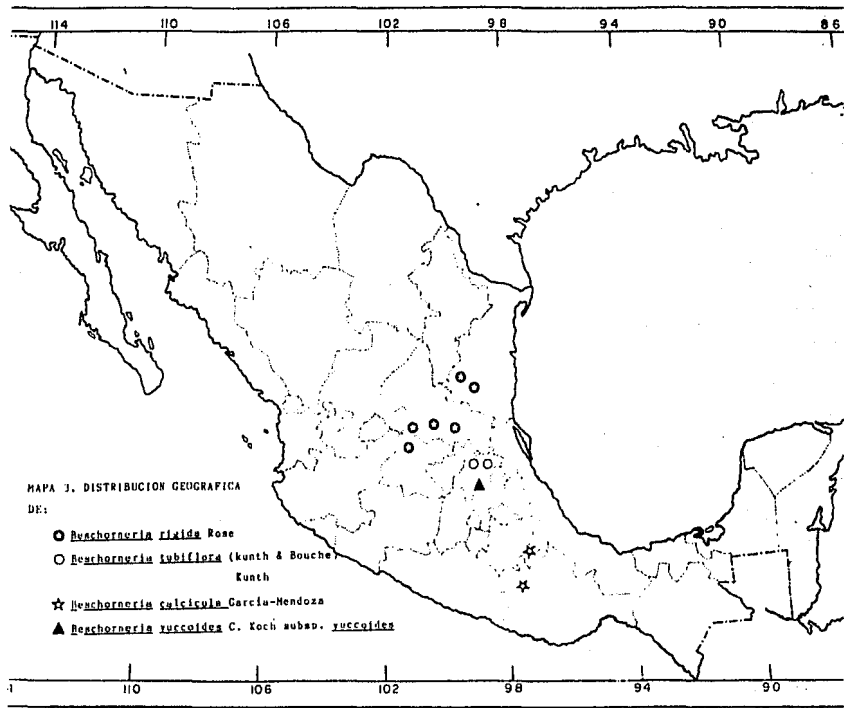 114 110 106 102 98 94 90 86
MAPA 3. DISTRIBUCION GEOGRAFICA
DE:
Beschorneria rigida Rose
Beschorneria tubiflora (kunth & Bouche)
Kunth
Beschorneria calcicola García-Mendoza
Beschorneria yuccoides C. Koch subsp. yuccoides
110 106 102 98 94 90